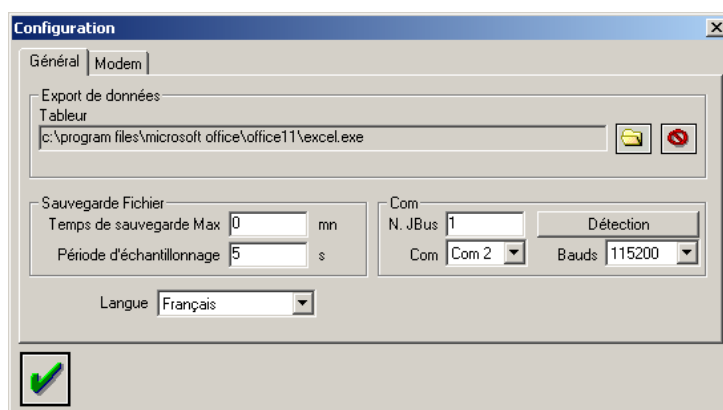 Configuration
Général Modem
Export de données
Tableur
c:\program files\microsoft office\office11\excel.exe
Sauvegarde Fichier
Temps de sauvegarde Max 0 mn
Période d'échantillonnage 5 s
Com
N. JBus 1 Détection
Com Com 2 Bauds 115200
Langue Français